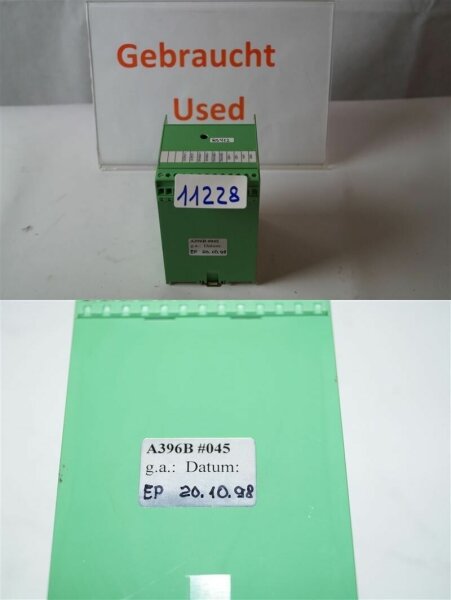 Gebraucht
Used
11228
A396B #045
g.a.: Datum:
EP 20.10.98
A396B #045
g.a.: Datum:
EP 20.10.98